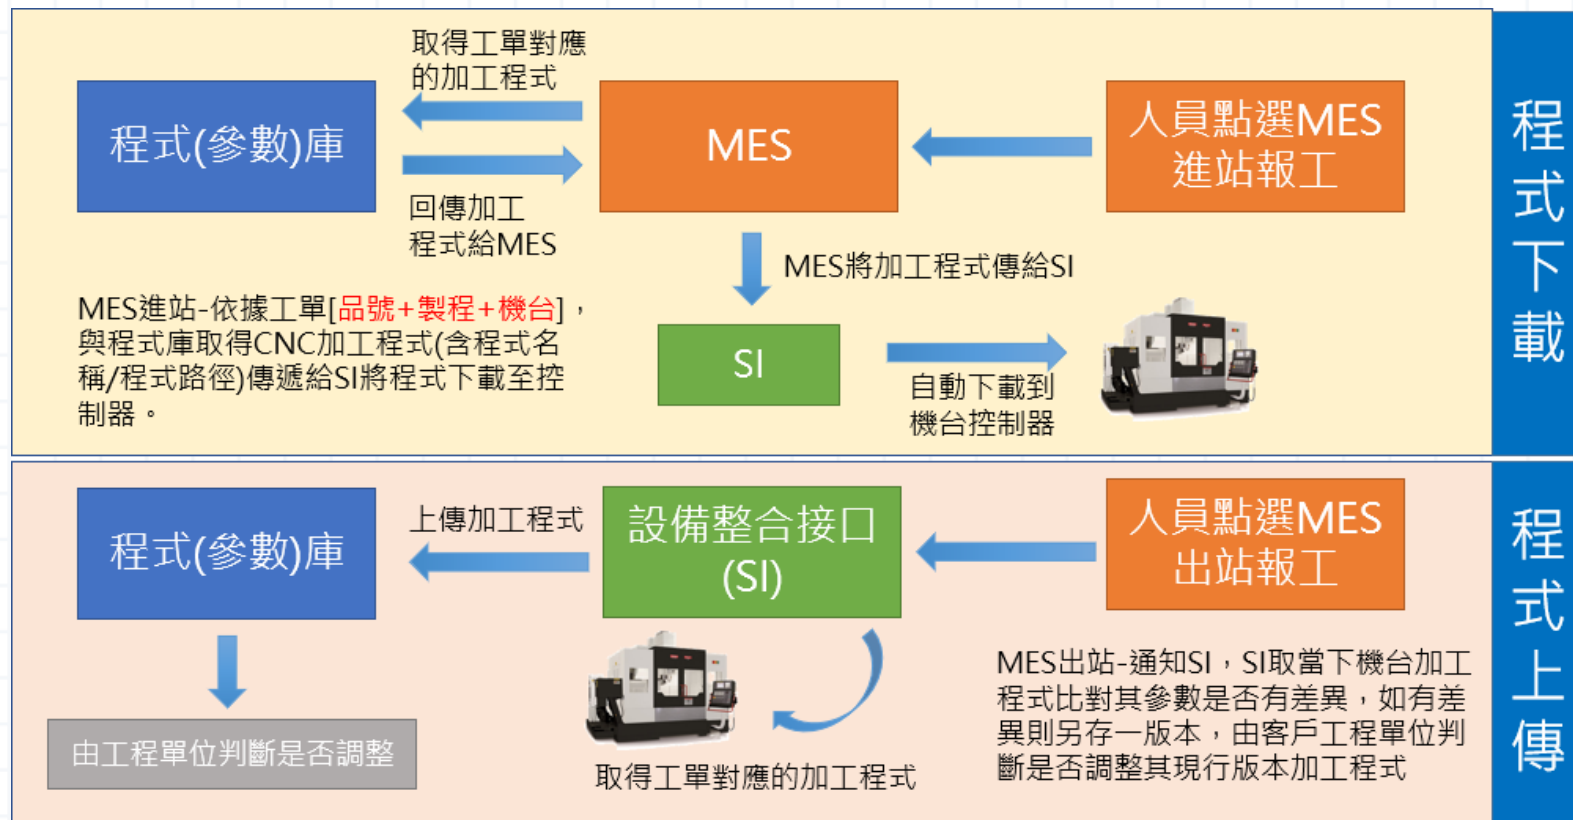 取得工單對應
的加工程式
程式(參數)庫
MES
人員點選MES
進站報工
回傳加工
程式給MES
MES將加工程式傳給SI
MES進站-依據工單[品號+製程+機台]，
與程式庫取得CNC加工程式(含程式名
稱/程式路徑)傳遞給SI將程式下載至控
制器。
SI
自動下載到
機台控制器
程式下載
程式(參數)庫
上傳加工程式
設備整合接口
(SI)
人員點選MES
出站報工
由工程單位判斷是否調整
取得工單對應的加工程式
MES出站-通知SI，SI取當下機台加工
程式比對其參數是否有差異，如有差
異則另存一版本，由客戶工程單位判
斷是否調整其現行版本加工程式
程式上傳